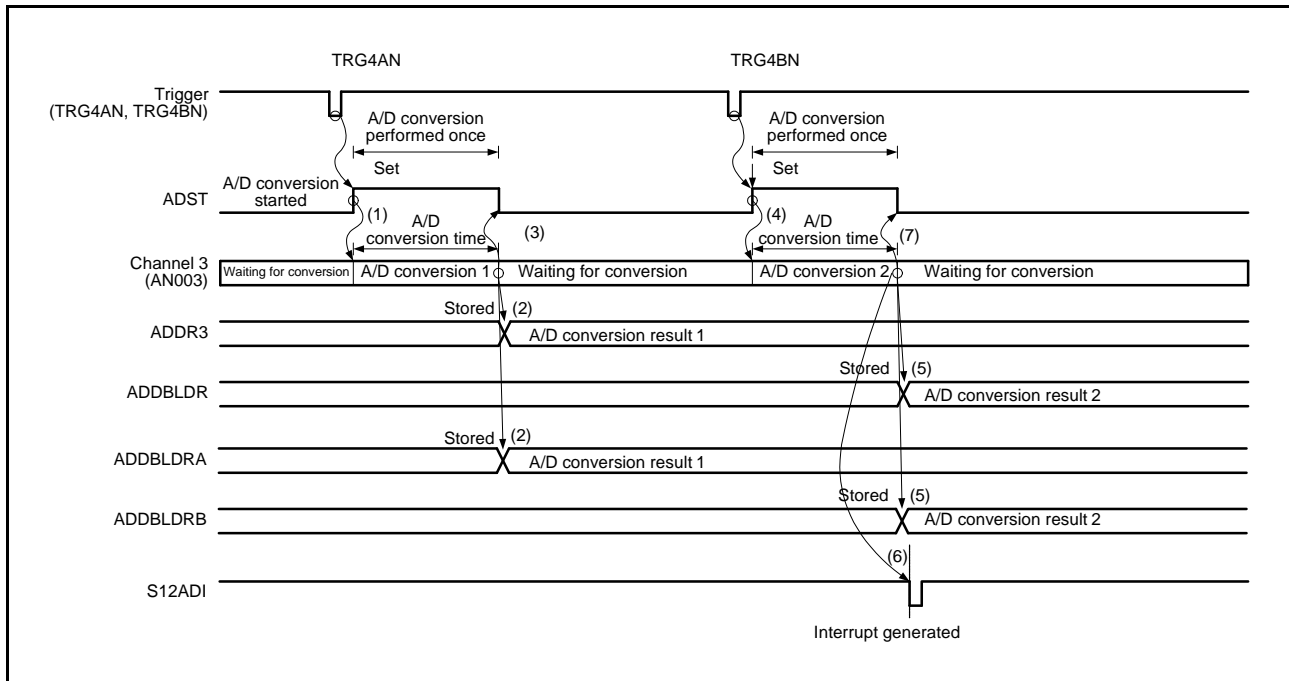 TRG4AN
TRG4BN
Trigger
(TRG4AN, TRG4BN)
A/D conversion
performed once
A/D conversion
performed once
Set
Set
ADST
A/D conversion
started
(1)
A/D
conversion time
(3)
(4)
A/D
conversion time
(7)
Channel 3
(AN003)
Waiting for conversion
A/D conversion 1
Waiting for conversion
A/D conversion 2
Waiting for conversion
Stored
(2)
ADDR3
A/D conversion result 1
Stored
(5)
ADDBLDR
A/D conversion result 2
Stored
(2)
ADDBLDRA
A/D conversion result 1
Stored
(5)
ADDBLDRB
A/D conversion result 2
(6)
S12ADI
Interrupt generated